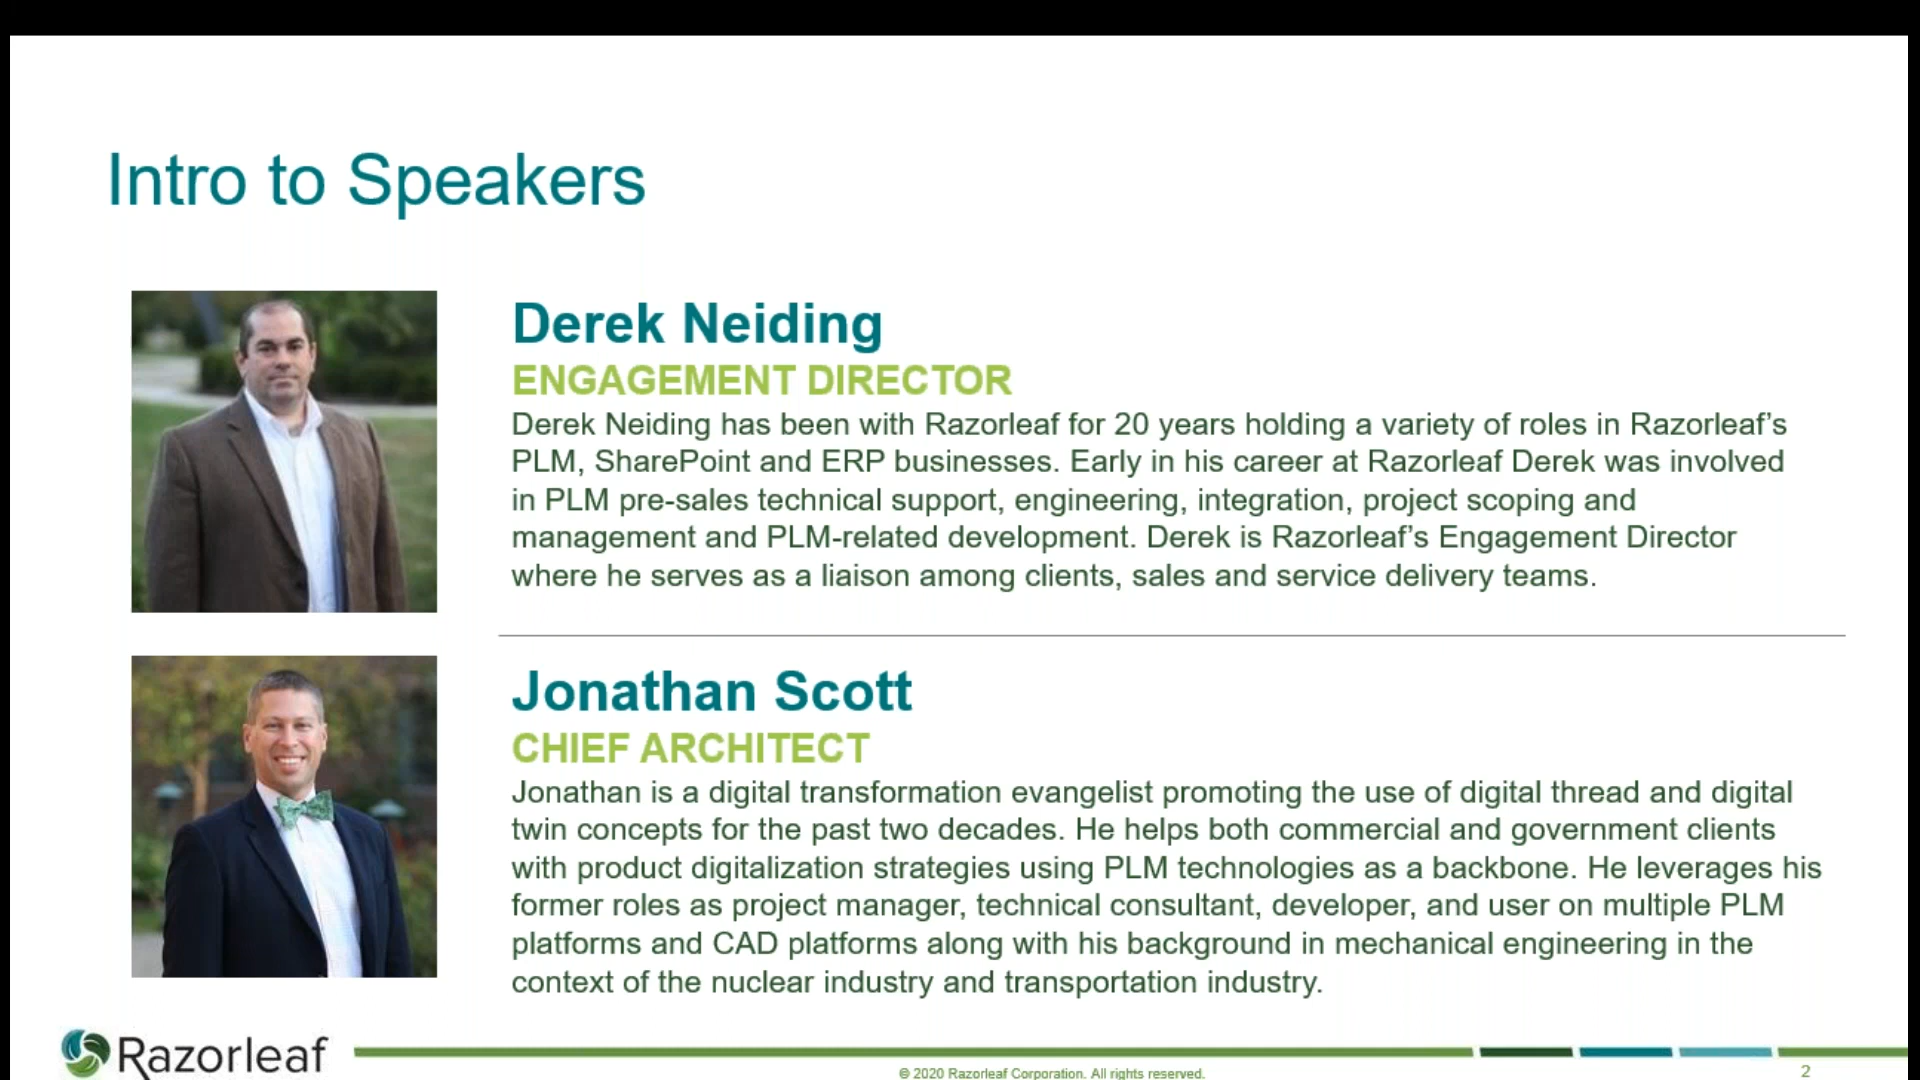 Intro to Speakers
Derek Neiding
ENGAGEMENT DIRECTOR
Derek Neiding has been with Razorleaf for 20 years holding a variety of roles in Razorleaf’s
PLM, SharePoint and ERP businesses. Early in his career at Razorleaf Derek was involved
in PLM pre-sales technical support, engineering, integration, project scoping and
management and PLM-related development. Derek is Razorleaf’s Engagement Director
where he serves as a liaison among clients, sales and service delivery teams.
Jonathan Scott
CHIEF ARCHITECT
Jonathan is a digital transformation evangelist promoting the use of digital thread and digital
twin concepts for the past two decades. He helps both commercial and government clients
with product digitalization strategies using PLM technologies as a backbone. He leverages his
former roles as project manager, technical consultant, developer, and user on multiple PLM
platforms and CAD platforms along with his background in mechanical engineering in the
context of the nuclear industry and transportation industry.
Razorleaf
© 2020 Razorleaf Corporation. All rights reserved.
2